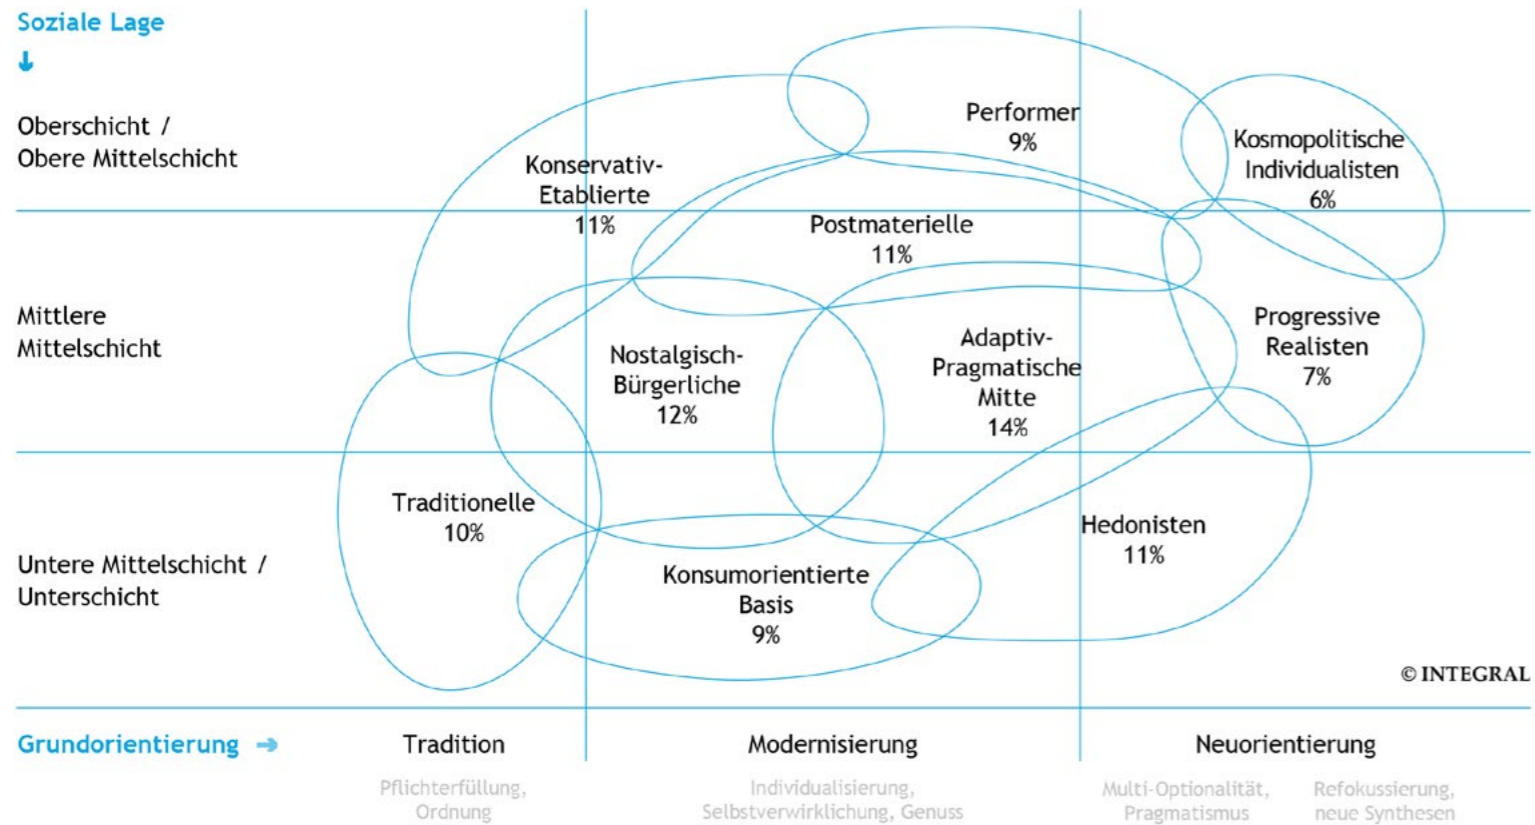 Soziale Lage
Oberschicht /
Obere Mittelschicht
Performer
9%
Kosmopolitische
Individualisten
6%
Konservativ-
Etablierte
11%
Postmaterielle
11%
Mittlere
Mittelschicht
Nostalgisch-
Bürgerliche
12%
Adaptiv-
Pragmatische
Mitte
14%
Progressive
Realisten
7%
Traditionelle
10%
Untere Mittelschicht /
Unterschicht
Konsumorientierte
Basis
9%
Hedonisten
11%
© INTEGRAL
Grundorientierung
Tradition
Modernisierung
Neuorientierung
Pflichterfüllung,
Ordnung
Individualisierung,
Selbstverwirklichung, Genuss
Multi-Optionalität,
Pragmatismus
Refokussierung,
neue Synthesen